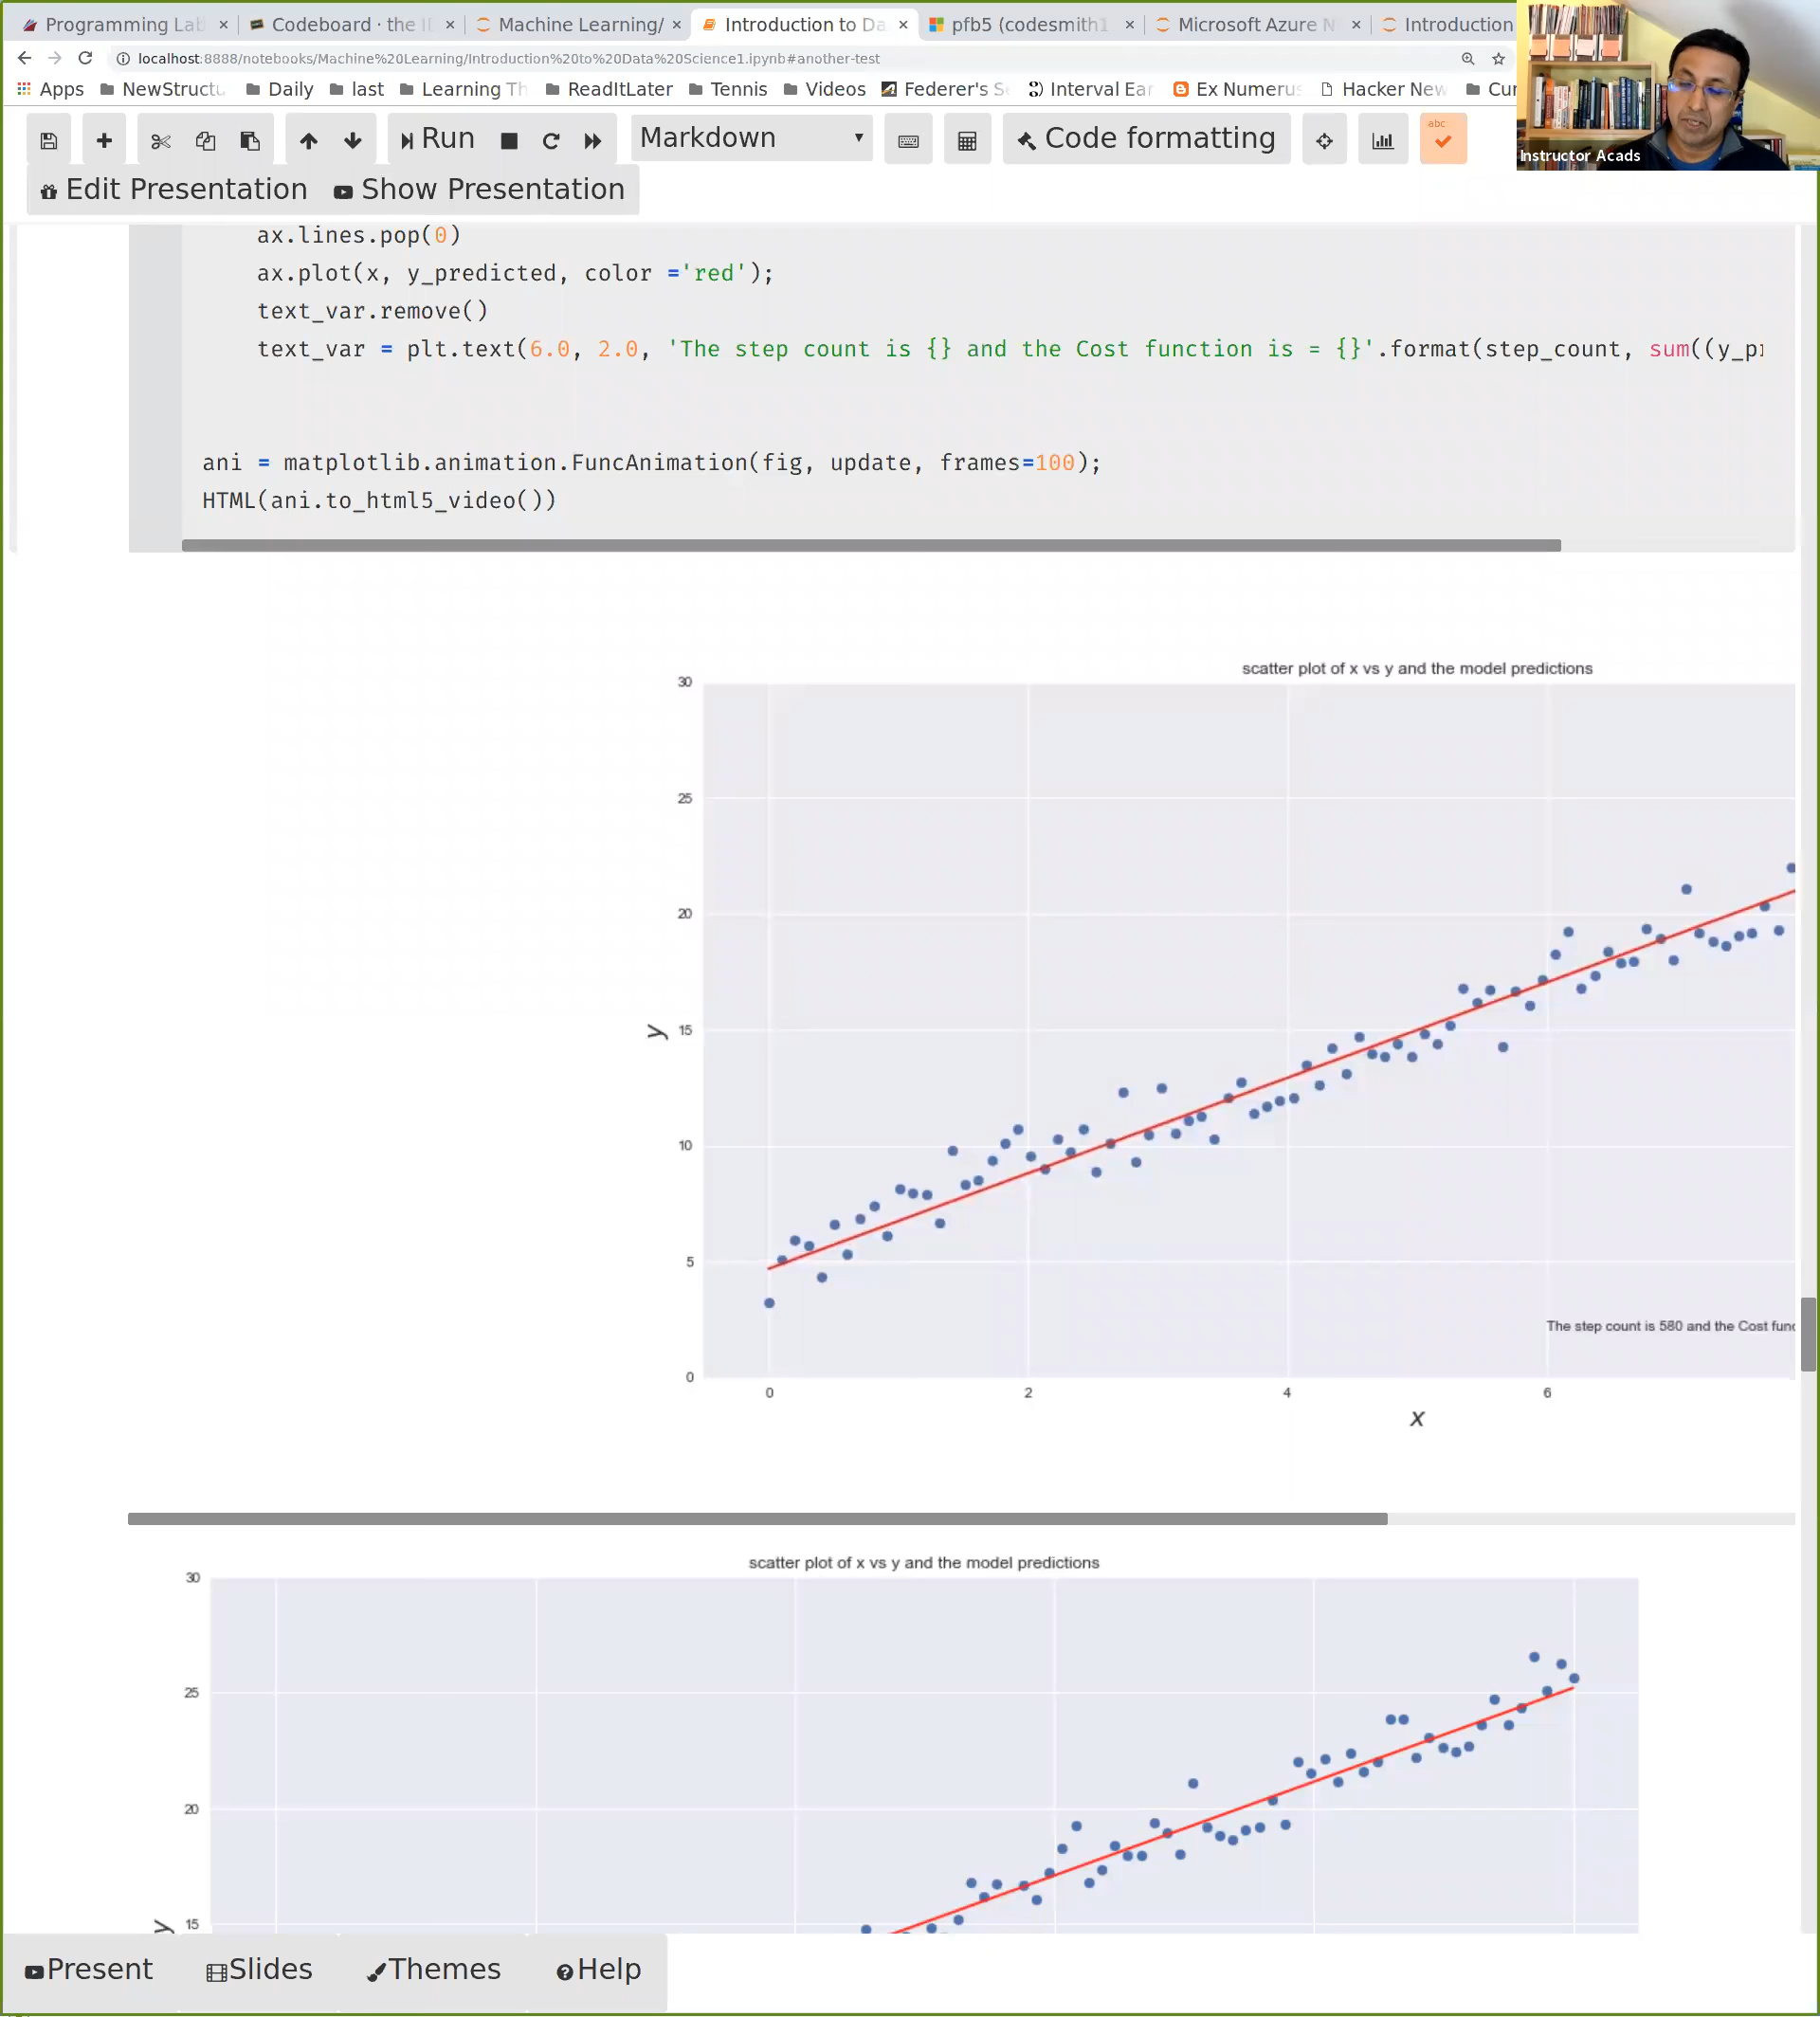 Programming Lab
Codeboard · the I
Machine Learning/
Introduction to Da
pfb5 (codesmith1
Microsoft Azure N
Introduction
localhost:8888/notebooks/Machine%20Learning/Introduction%20to%20Data%20Science1.ipynb#another-test
Apps NewStructu Daily last Learning Th ReadItLater Tennis Videos Federer's S Interval Ear Ex Numerus Hacker New Cur
Instructor Acads
Run Markdown Code formatting abc
Edit Presentation Show Presentation
ax.lines.pop(0)
ax.plot(x, y_predicted, color ='red');
text_var.remove()
text_var = plt.text(6.0, 2.0, 'The step count is {} and the Cost function is = {}'.format(step_count, sum((y_pr
ani = matplotlib.animation.FuncAnimation(fig, update, frames=100);
HTML(ani.to_html5_video())
scatter plot of x vs y and the model predictions
30
25
20
y 15
10
5
The step count is 580 and the Cost func
0
0 2 4 6
x
scatter plot of x vs y and the model predictions
30
25
20
y 15
Present Slides Themes Help